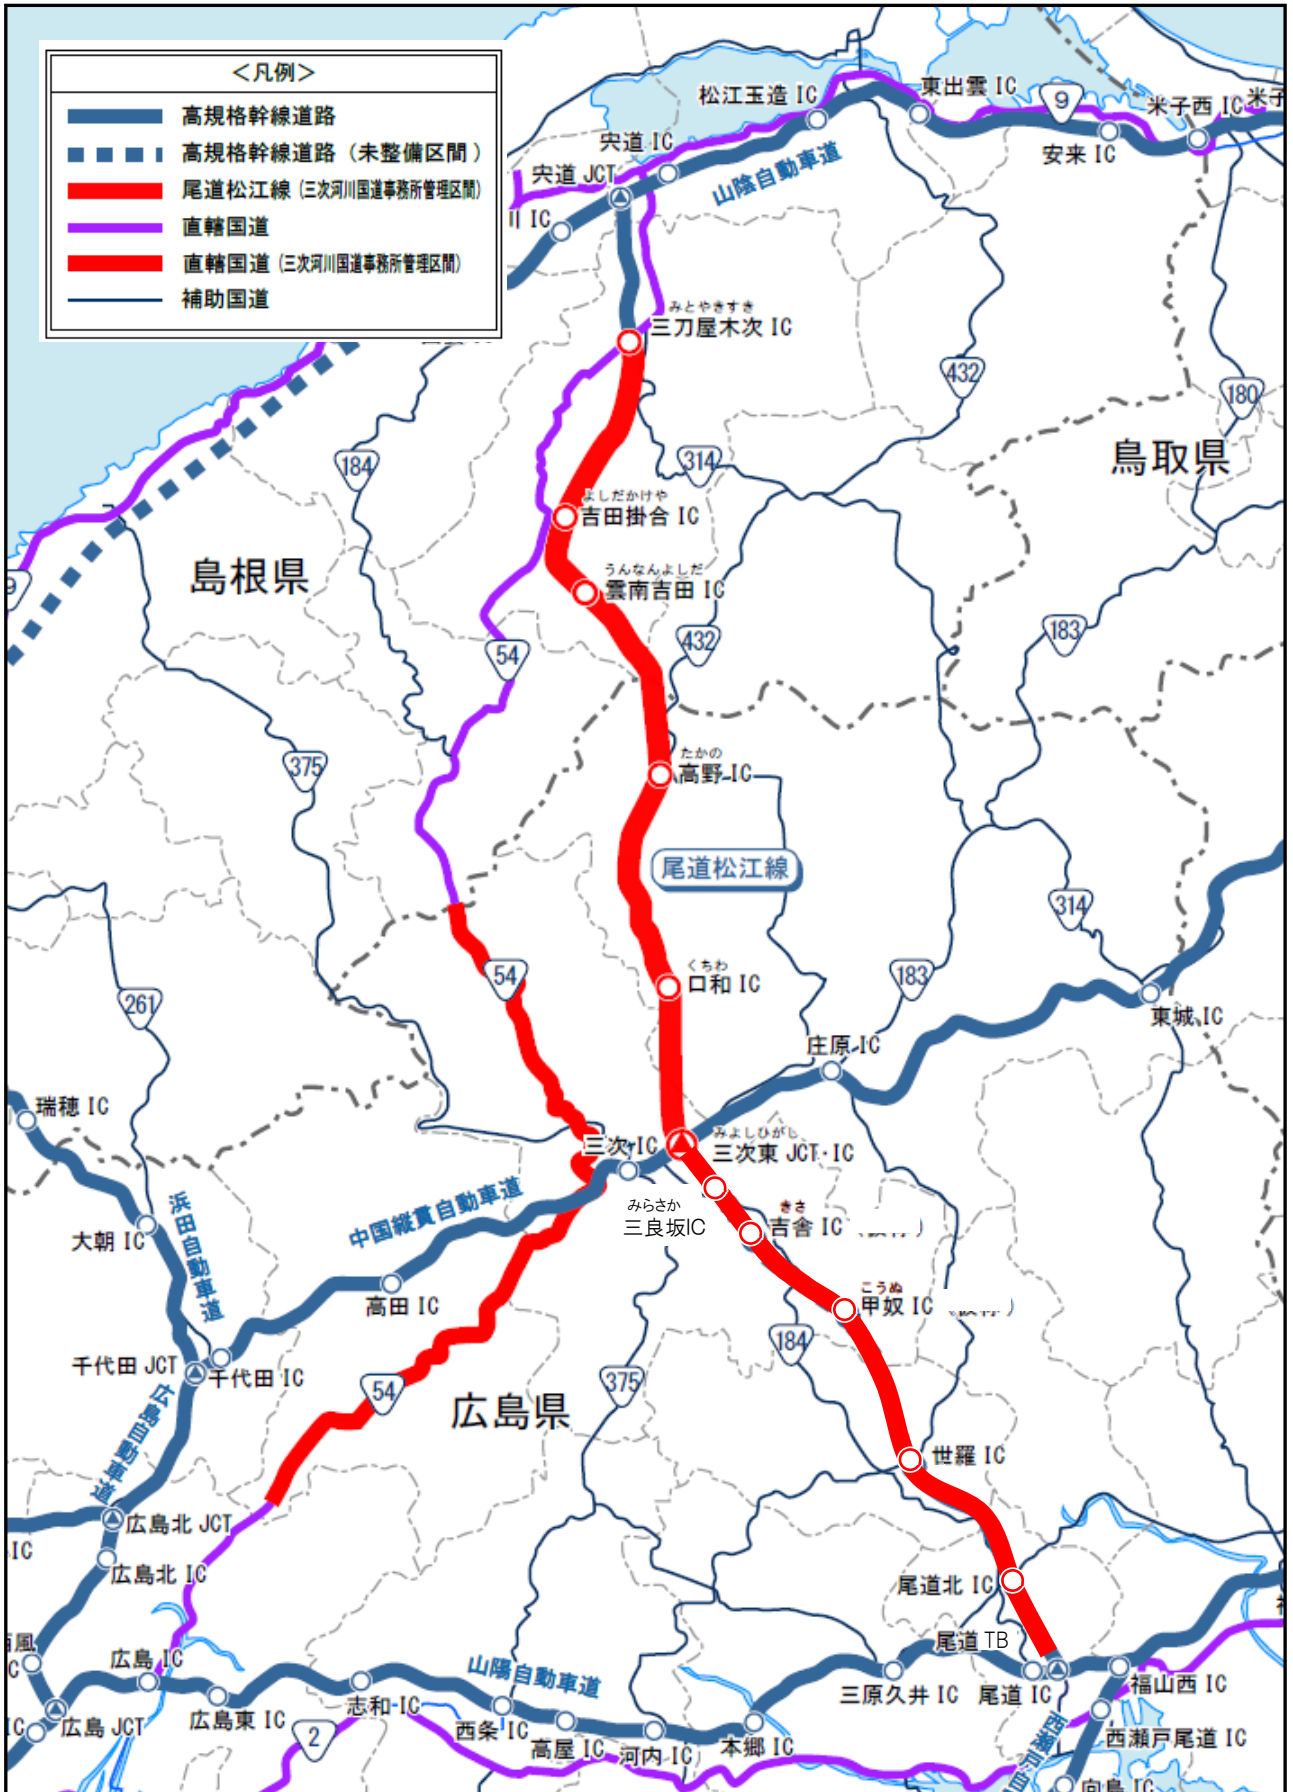 <凡例>
高規格幹線道路
高規格幹線道路（未整備区間）
尾道松江線（三次河川国道事務所管理区間）
直轄国道
直轄国道（三次河川国道事務所管理区間）
補助国道
松江玉造 IC
東出雲 IC
9
米子西 IC
米子
安来 IC
宍道 IC
宍道 JCT
山陰自動車道
川 IC
みとやきすき
三刀屋木次 IC
432
180
鳥取県
184
314
よしだかけや
吉田掛合 IC
島根県
9
うんなんよしだ
雲南吉田 IC
432
183
54
たかの
高野 IC
375
尾道松江線
314
くちわ
口和 IC
54
183
261
東城 IC
庄原 IC
瑞穂 IC
みよしひがし
三次 IC
三次東 JCT・IC
みらさか
三良坂IC
きさ
吉舎 IC
浜田自動車道
中国縦貫自動車道
大朝 IC
高田 IC
こうぬ
甲奴 IC
184
千代田 JCT
千代田 IC
375
54
広島県
広島自動車道
世羅 IC
広島北 JCT
IC
広島北 IC
尾道北 IC
尾道 TB
風
広島 IC
山陽自動車道
三原久井 IC
尾道 IC
福山西 IC
志和 IC
広島東 IC
広島 JCT
IC
2
西条 IC
高屋 IC
河内 IC
本郷 IC
西瀬戸尾道 IC
西瀬戸自
向島 IC